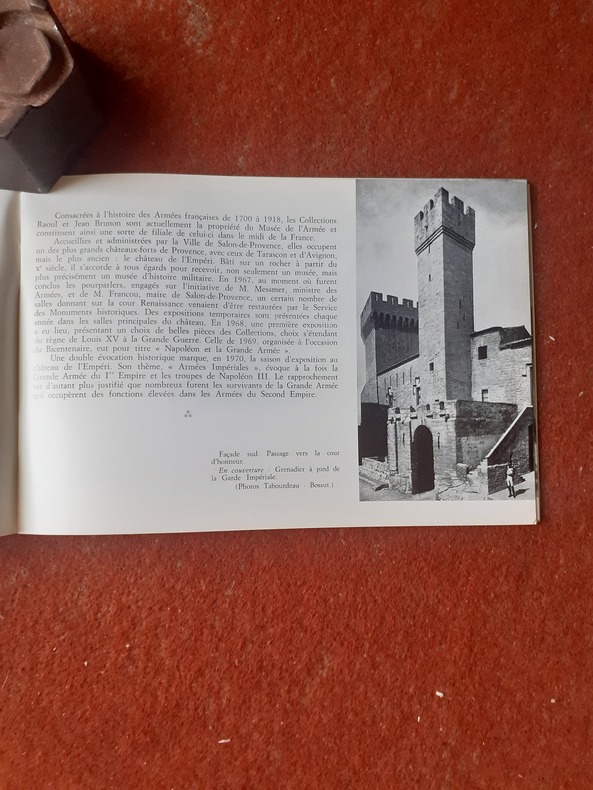 Consacrées à l'histoire des Armées françaises de 1700 à 1918, les Collections
Raoul et Jean Brunon sont actuellement la propriété du Musée de l'Armée et
constituent ainsi une sorte de filiale de celui-ci dans le midi de la France.
Accueillies et administrées par la Ville de Salon-de-Provence, elles occupent
un des plus grands châteaux-forts de Provence, avec ceux de Tarascon et d'Avignon,
mais le plus ancien : le château de l'Empéri. Bâti sur un rocher à partir du
Xe siècle, il s'accorde à tous égards pour recevoir, non seulement un musée, mais
plus précisément un musée d'histoire militaire. En 1967, au moment où furent
conclus les pourparlers, engagés sur l'initiative de M. Messmer, ministre des
Armées, et de M. Francou, maire de Salon-de-Provence, un certain nombre de
salles donnant sur la cour Renaissance venaient d'être restaurées par le Service
des Monuments historiques. Des expositions temporaires sont présentées chaque
année dans les salles principales du château. En 1968, une première exposition
a eu lieu, présentant un choix de belles pièces des Collections, choix s'étendant
du règne de Louis XV à la Grande Guerre. Celle de 1969, organisée à l'occasion
du Bicentenaire, eut pour titre « Napoléon et la Grande Armée ».
Une double évocation historique marque, en 1970, la saison d'exposition au
château de l'Empéri. Son thème, « Armées Impériales », évoque à la fois la
Grande Armée du 1er Empire et les troupes de Napoléon III. Le rapprochement
est d'autant plus justifié que nombreux furent les survivants de la Grande Armée
qui occupèrent des fonctions élevées dans les Armées du Second Empire.
Façade sud Passage vers la cour
d'honneur.
En couverture : Grenadier à pied de
la Garde Impériale.
(Photos Tabourdeau - Bossut.)